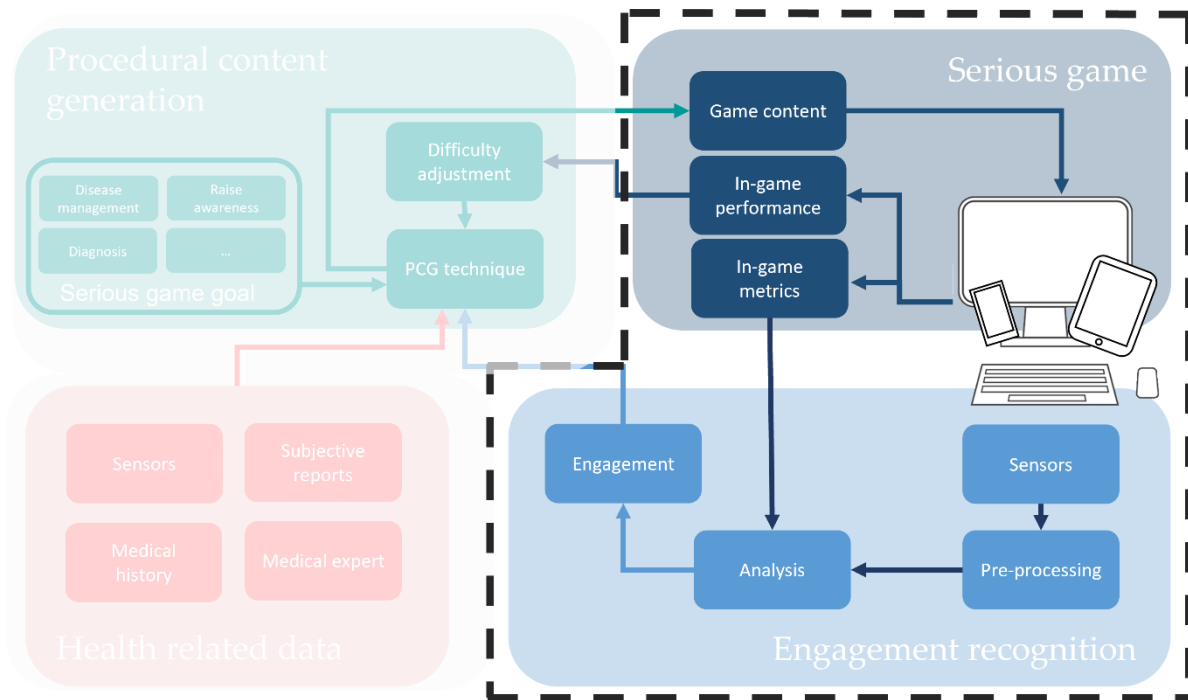 Procedural content
generation
Difficulty
adjustment
Disease
management
Raise
awareness
Diagnosis
...
Serious game goal
PCG technique
Serious game
Game content
In-game
performance
In-game
metrics
Sensors
Subjective
reports
Medical
history
Medical expert
Health related data
Engagement
Sensors
Analysis
Pre-processing
Engagement recognition